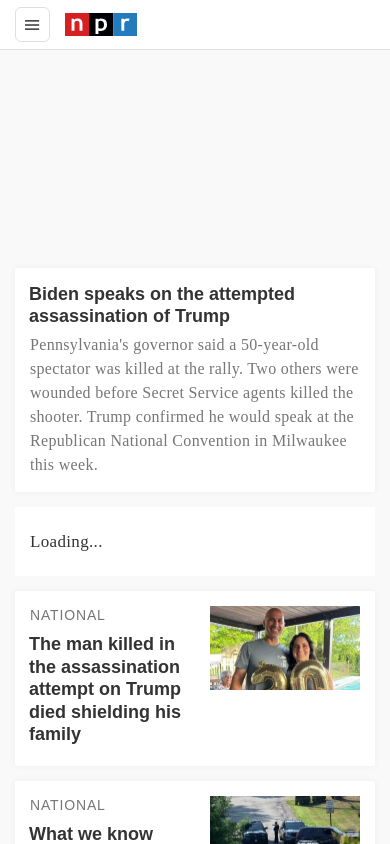 npr
Biden speaks on the attempted
assassination of Trump
Pennsylvania's governor said a 50-year-old
spectator was killed at the rally. Two others were
wounded before Secret Service agents killed the
shooter. Trump confirmed he would speak at the
Republican National Convention in Milwaukee
this week.
Loading...
NATIONAL
The man killed in
the assassination
attempt on Trump
died shielding his
family
20
NATIONAL
What we know